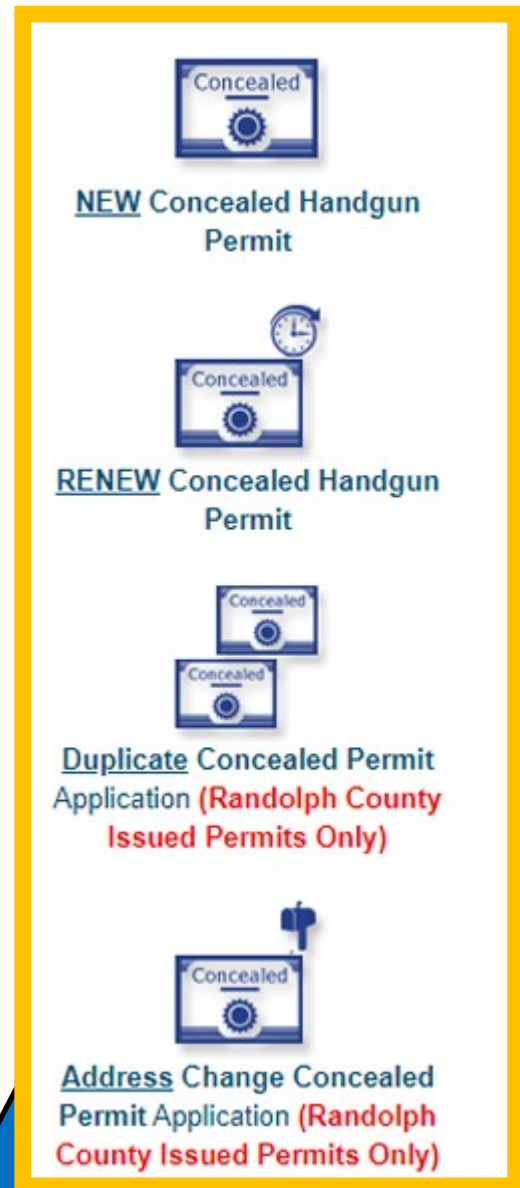 Concealed
NEW Concealed Handgun
Permit
Concealed
RENEW Concealed Handgun
Permit
Concealed
Concealed
Duplicate Concealed Permit
Application (Randolph County
Issued Permits Only)
Concealed
Address Change Concealed
Permit Application (Randolph
County Issued Permits Only)